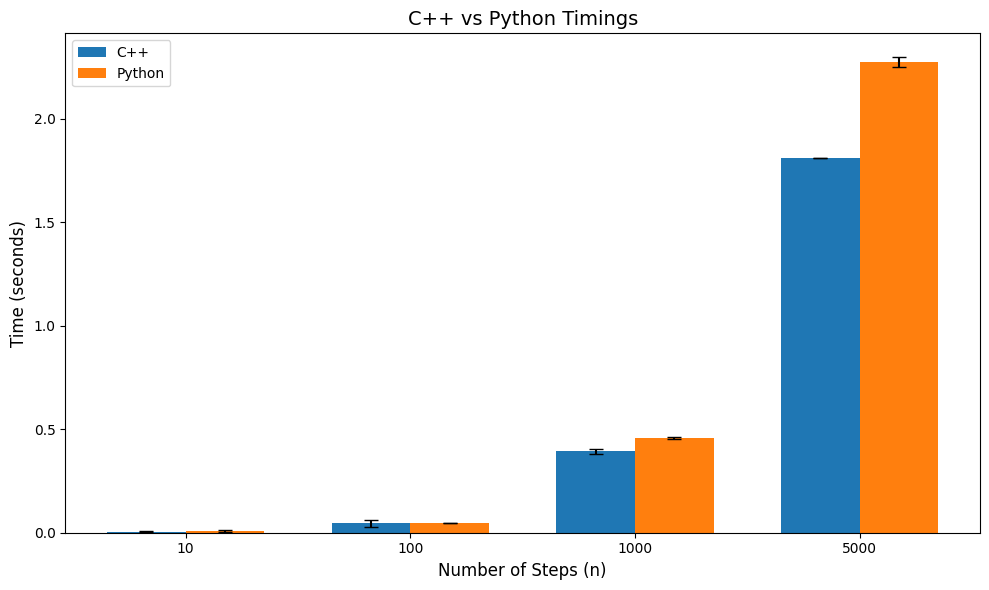 C++ vs Python Timings
C++
Python
Time (seconds)
2.0
1.5
1.0
0.5
0.0
10 100 1000 5000
Number of Steps (n)